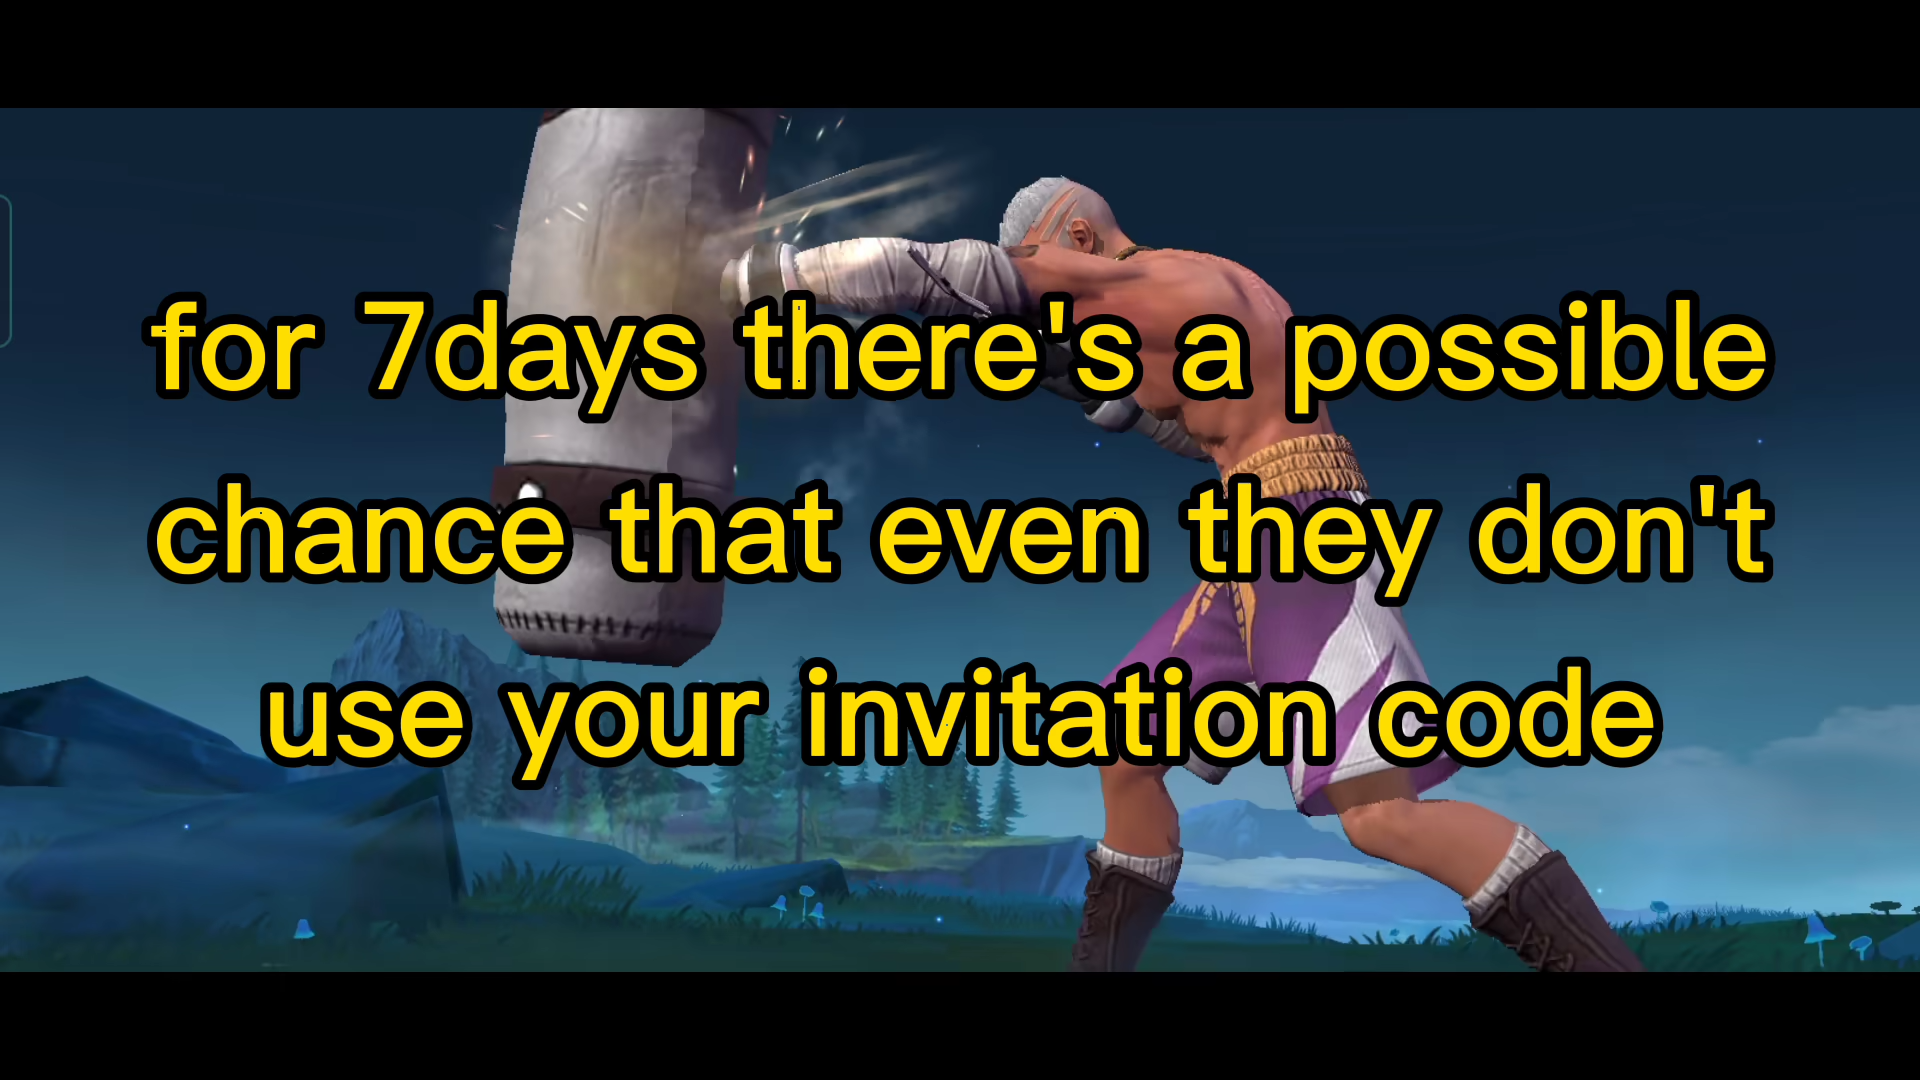 for 7days there's a possible
chance that even they don't
use your invitation code